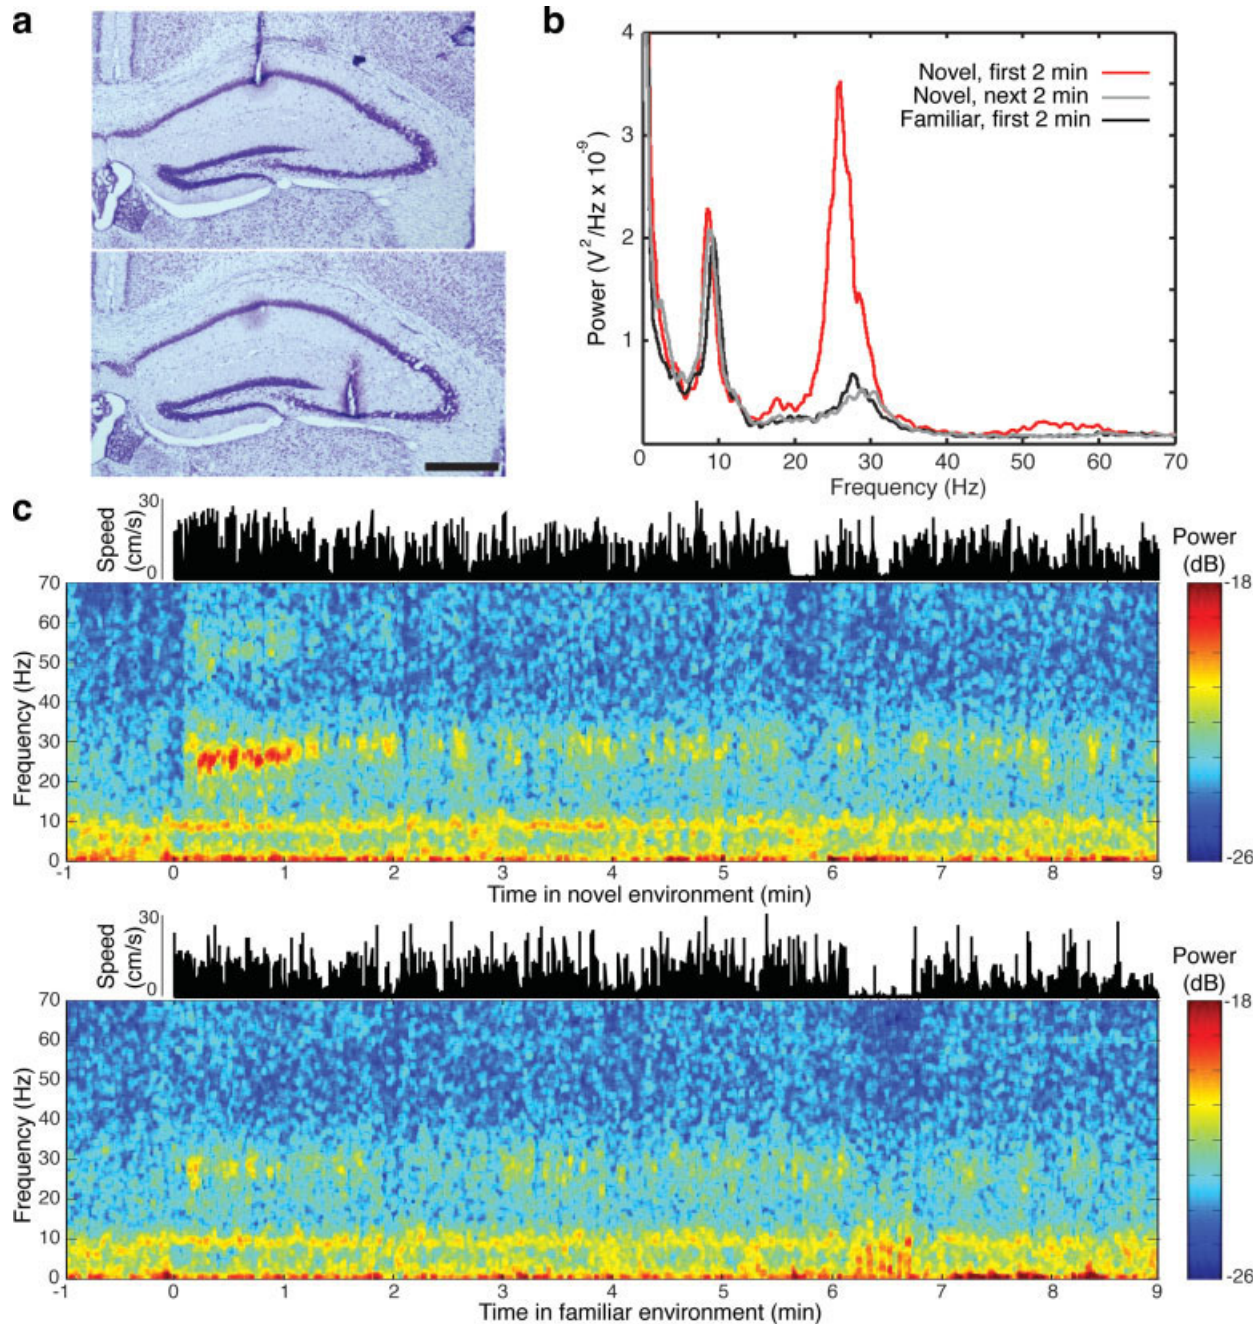 a
b
4
3
2
1
Power (V²/Hz x 10⁻⁹)
Novel, first 2 min
Novel, next 2 min
Familiar, first 2 min
0 10 20 30 40 50 60 70
Frequency (Hz)
c
Speed
(cm/s)
30
0
Power
(dB)
-18
-26
70
60
50
40
30
20
10
0
Frequency (Hz)
-1 0 1 2 3 4 5 6 7 8 9
Time in novel environment (min)
Speed
(cm/s)
30
0
Power
(dB)
-18
-26
70
60
50
40
30
20
10
0
Frequency (Hz)
-1 0 1 2 3 4 5 6 7 8 9
Time in familiar environment (min)